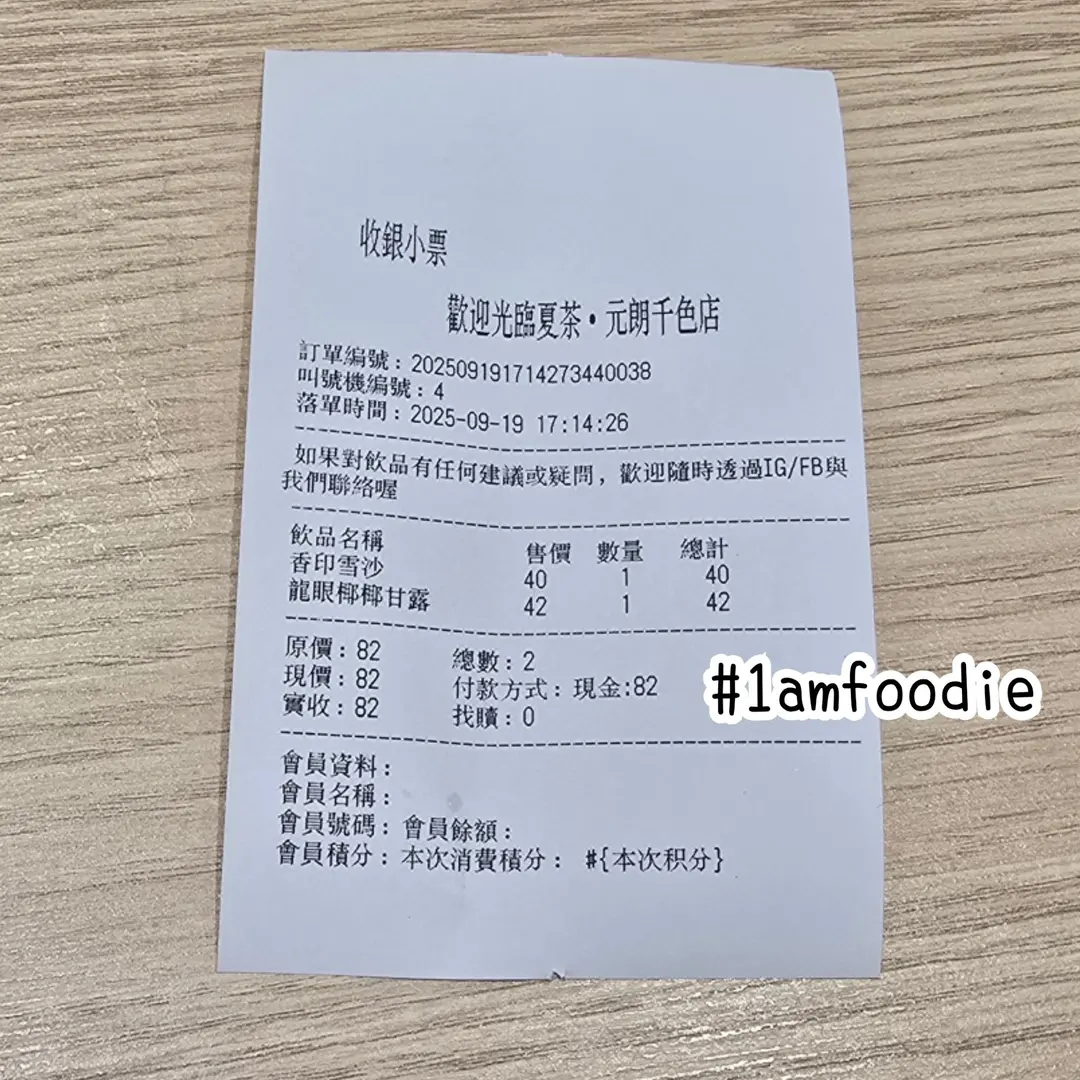 收銀小票
歡迎光臨夏茶·元朗千色店
訂單編號：202509191714273440038
叫號機編號：4
落單時間：2025-09-19 17:14:26
如果對飲品有任何建議或疑問，歡迎隨時透過IG/FB與
我們聯絡喔
飲品名稱 售價 數量 總計
香印雪沙 40 1 40
龍眼椰椰甘露 42 1 42
原價：82 總數：2
現價：82 付款方式：現金:82
實收：82 找贖：0
#1amfoodie
會員資料：
會員名稱：
會員號碼：會員餘額：
會員積分：本次消費積分： #{本次积分}